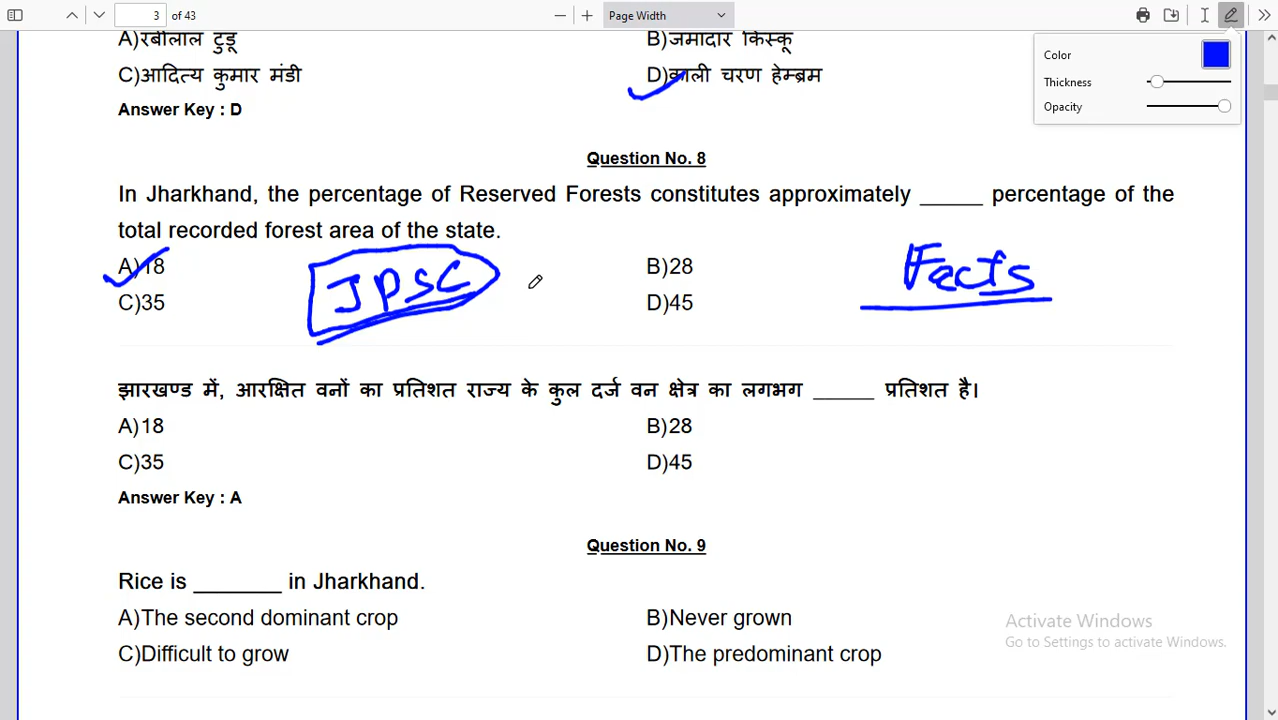 3 of 43
Page Width
Color
Thickness
Opacity
A)रबीलाल टुडू B)जमादार किस्कू
C)आदित्य कुमार मंडी D)काली चरण हेम्ब्रम
Answer Key : D
Question No. 8
In Jharkhand, the percentage of Reserved Forests constitutes approximately _____ percentage of the
total recorded forest area of the state.
A)18 B)28
C)35 D)45
JPSC
Facts
झारखण्ड में, आरक्षित वनों का प्रतिशत राज्य के कुल दर्ज वन क्षेत्र का लगभग _____ प्रतिशत है।
A)18 B)28
C)35 D)45
Answer Key : A
Question No. 9
Rice is _______ in Jharkhand.
A)The second dominant crop B)Never grown
C)Difficult to grow D)The predominant crop
Activate Windows
Go to Settings to activate Windows.